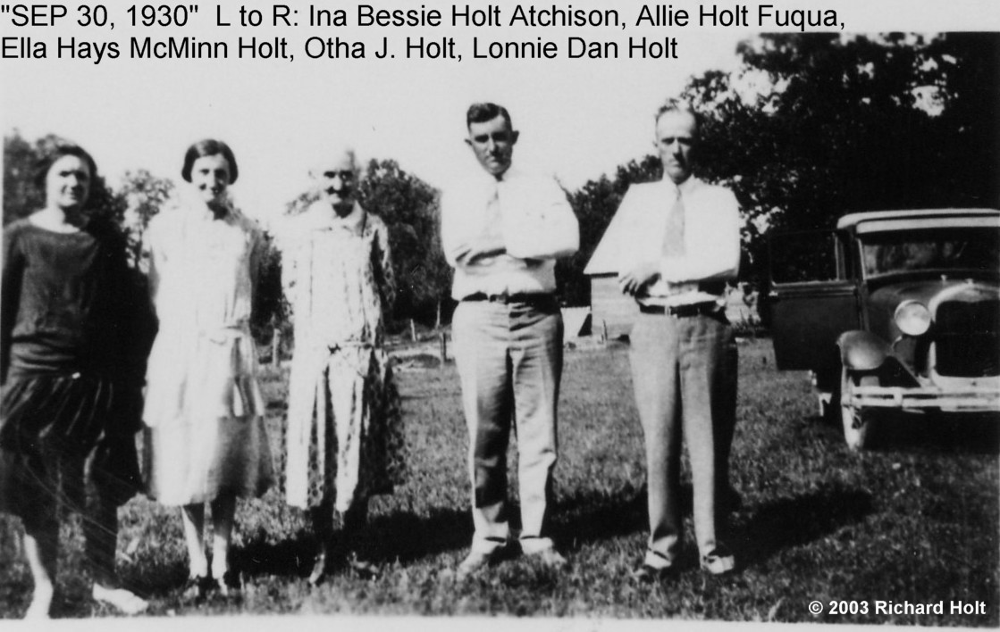 "SEP 30, 1930" L to R: Ina Bessie Holt Atchison, Allie Holt Fuqua,
Ella Hays McMinn Holt, Otha J. Holt, Lonnie Dan Holt
© 2003 Richard Holt